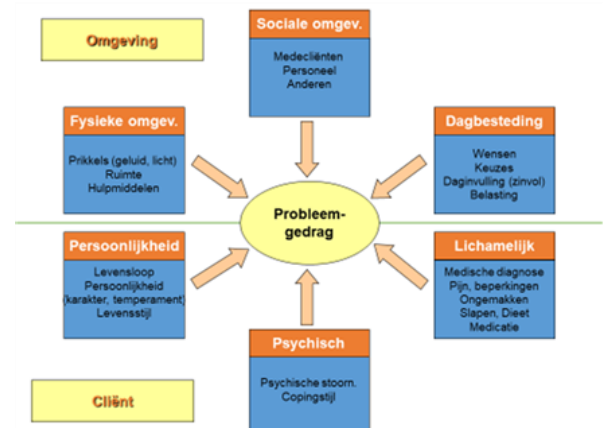 Omgeving
Sociale omgev.
Medecliënten
Personeel
Anderen
Fysieke omgev.
Prikkels (geluid, licht)
Ruimte
Hulpmiddelen
Dagbesteding
Wensen
Keuzes
Daginvulling (zinvol)
Belasting
Probleem-
gedrag
Persoonlijkheid
Levensloop
Persoonlijkheid
(karakter, temperament)
Levensstijl
Lichamelijk
Medische diagnose
Pijn, beperkingen
Ongemakken
Slapen, Dieet
Medicatie
Psychisch
Psychische stoorn.
Copingstijl
Cliënt